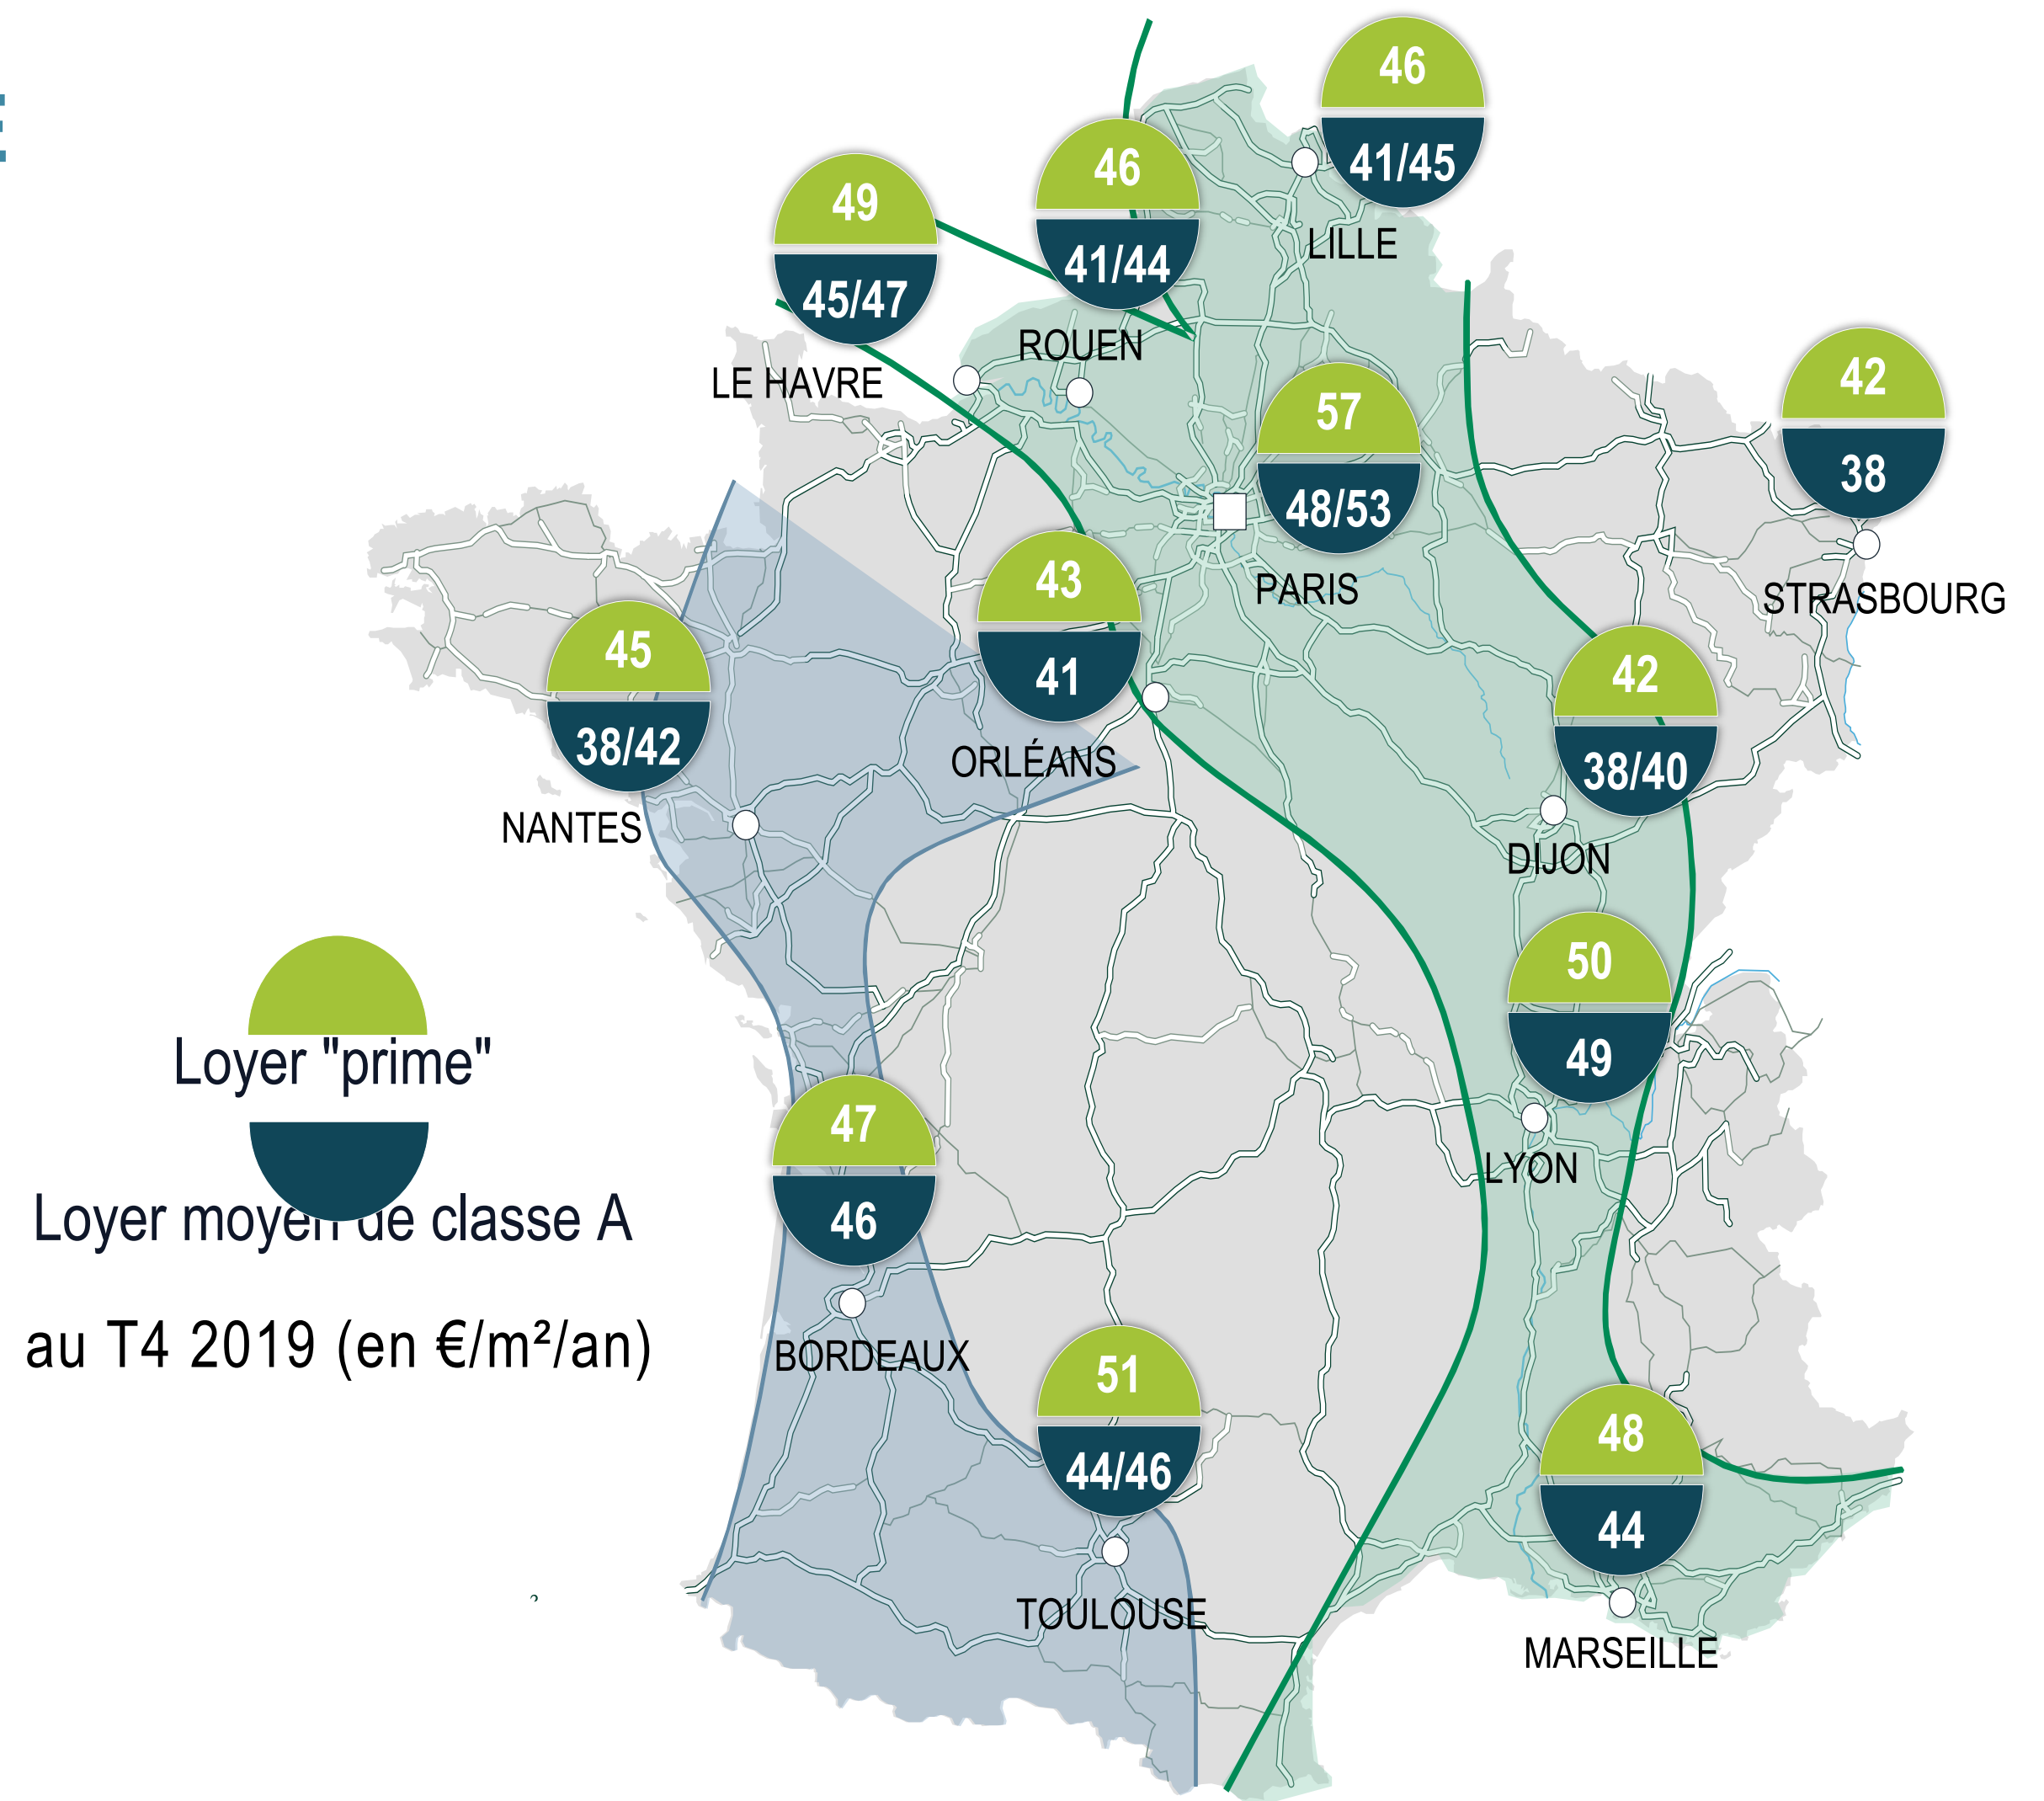 46
41/45
LILLE
46
41/44
ROUEN
49
45/47
LE HAVRE
57
48/53
PARIS
42
38
STRASBOURG
43
41
ORLÉANS
45
38/42
NANTES
42
38/40
DIJON
50
49
LYON
47
46
BORDEAUX
51
44/46
TOULOUSE
48
44
MARSEILLE
Loyer "prime"
Loyer moyen de classe A
au T4 2019 (en €/m²/an)